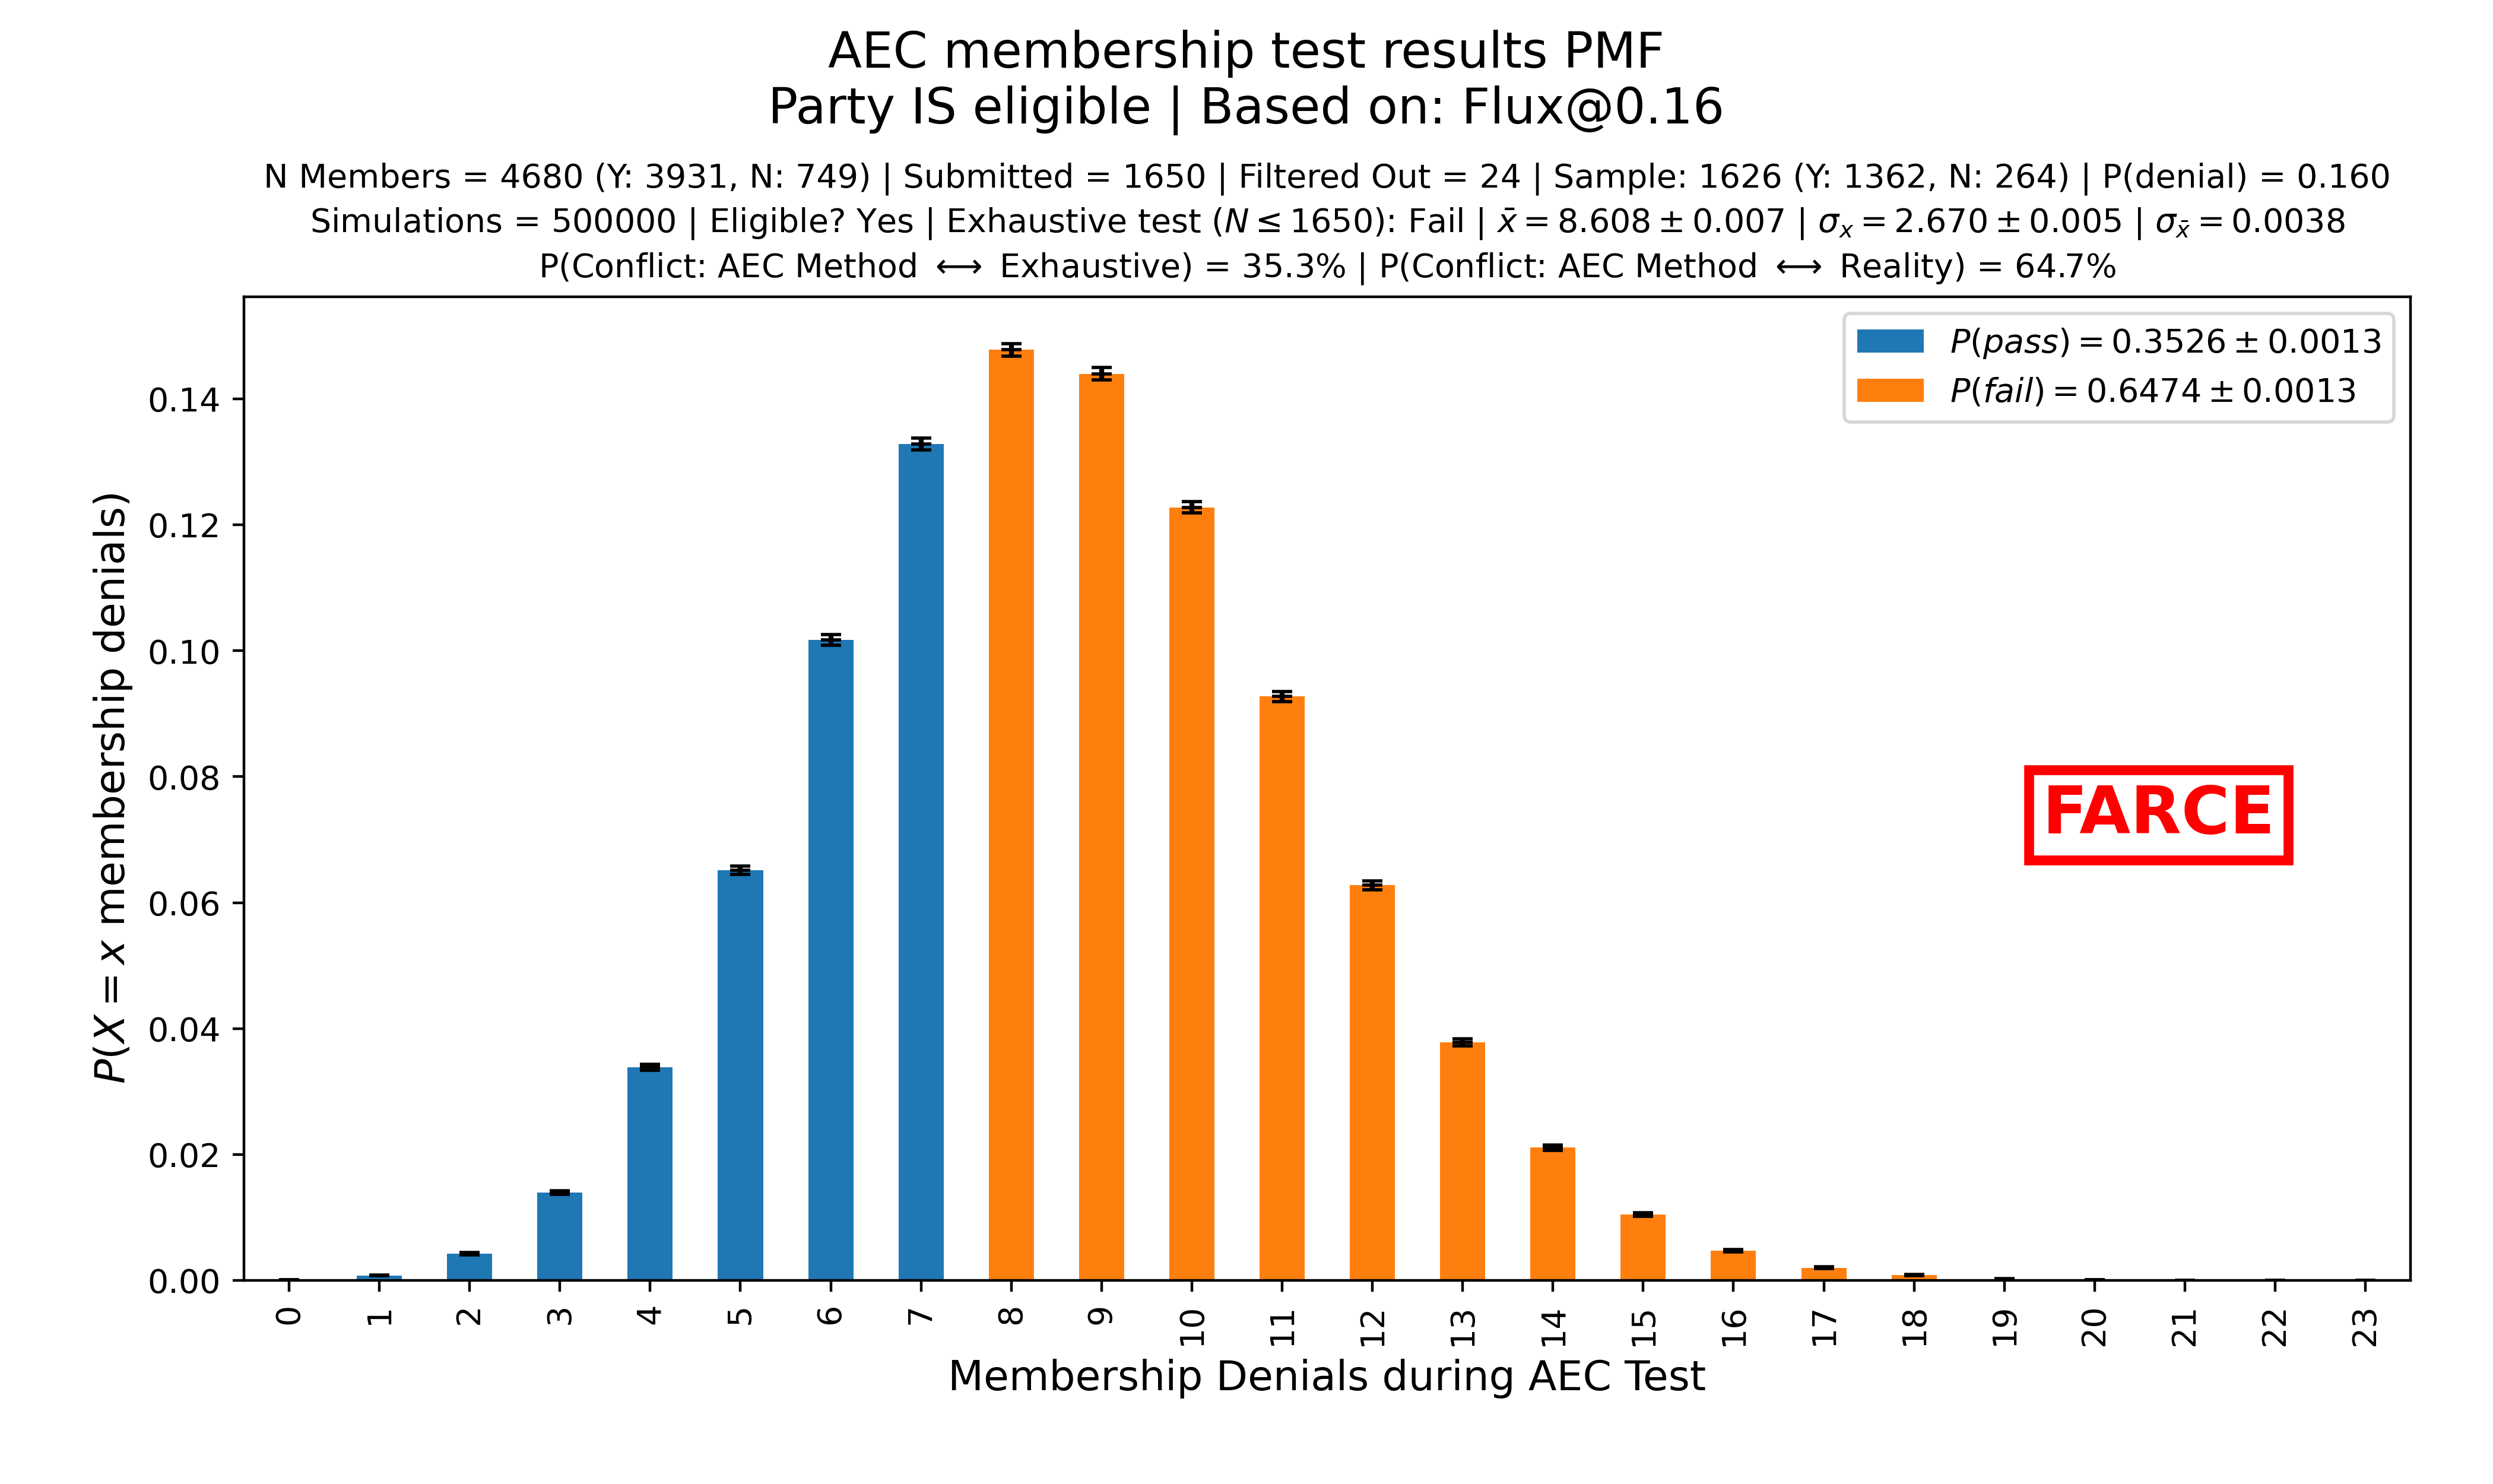 AEC membership test results PMF
Party IS eligible | Based on: Flux@0.16
N Members = 4680 (Y: 3931, N: 749) | Submitted = 1650 | Filtered Out = 24 | Sample: 1626 (Y: 1362, N: 264) | P(denial) = 0.160
Simulations = 500000 | Eligible? Yes | Exhaustive test (N ≤ 1650): Fail | x̄ = 8.608 ± 0.007 | σₓ = 2.670 ± 0.005 | σ_x̄ = 0.0038
P(Conflict: AEC Method ⟷ Exhaustive) = 35.3% | P(Conflict: AEC Method ⟷ Reality) = 64.7%
P(pass) = 0.3526 ± 0.0013
P(fail) = 0.6474 ± 0.0013
P(X = x membership denials)
0.14
0.12
0.10
0.08
0.06
0.04
0.02
0.00
FARCE
0 1 2 3 4 5 6 7 8 9 10 11 12 13 14 15 16 17 18 19 20 21 22 23
Membership Denials during AEC Test